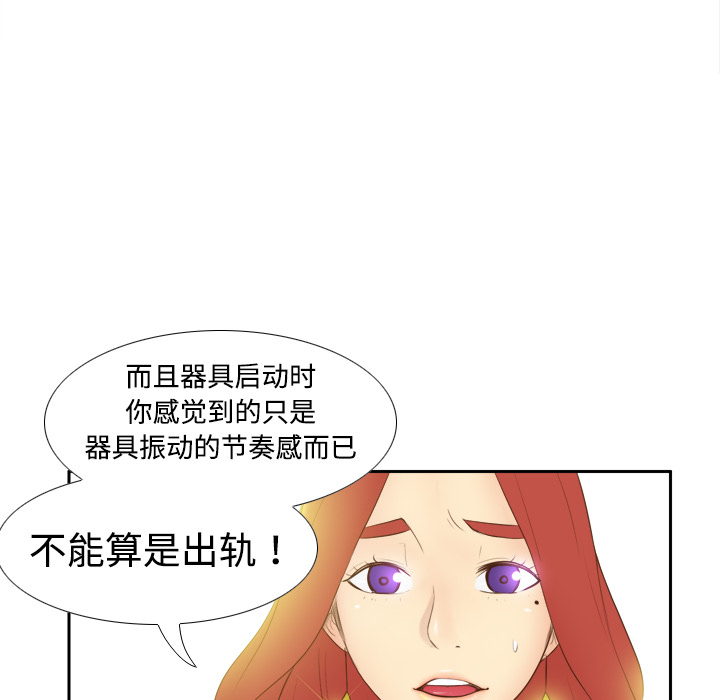 而且器具启动时
你感觉到的只是
器具振动的节奏感而已
不能算是出轨！